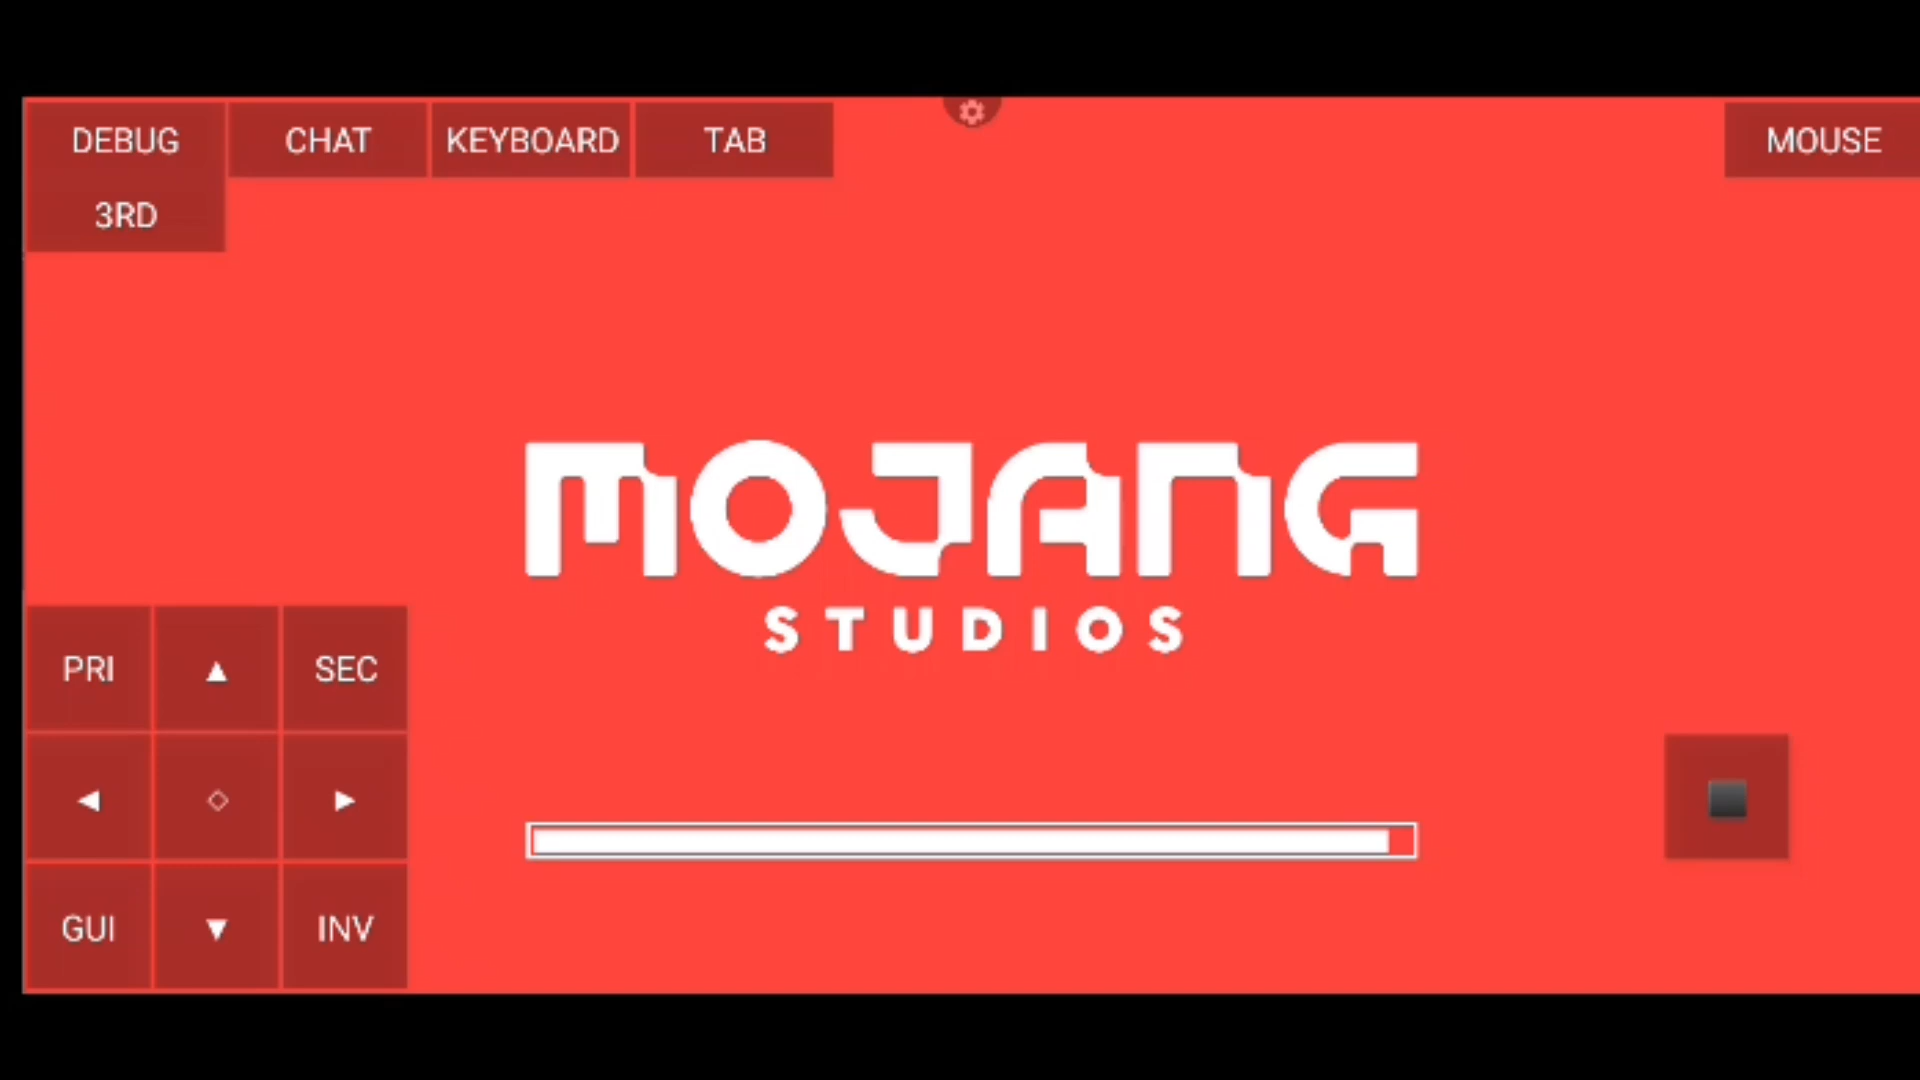 DEBUG CHAT KEYBOARD TAB MOUSE
3RD
MOJANG
STUDIOS
PRI ▲ SEC
◄ ◇ ►
GUI ▼ INV